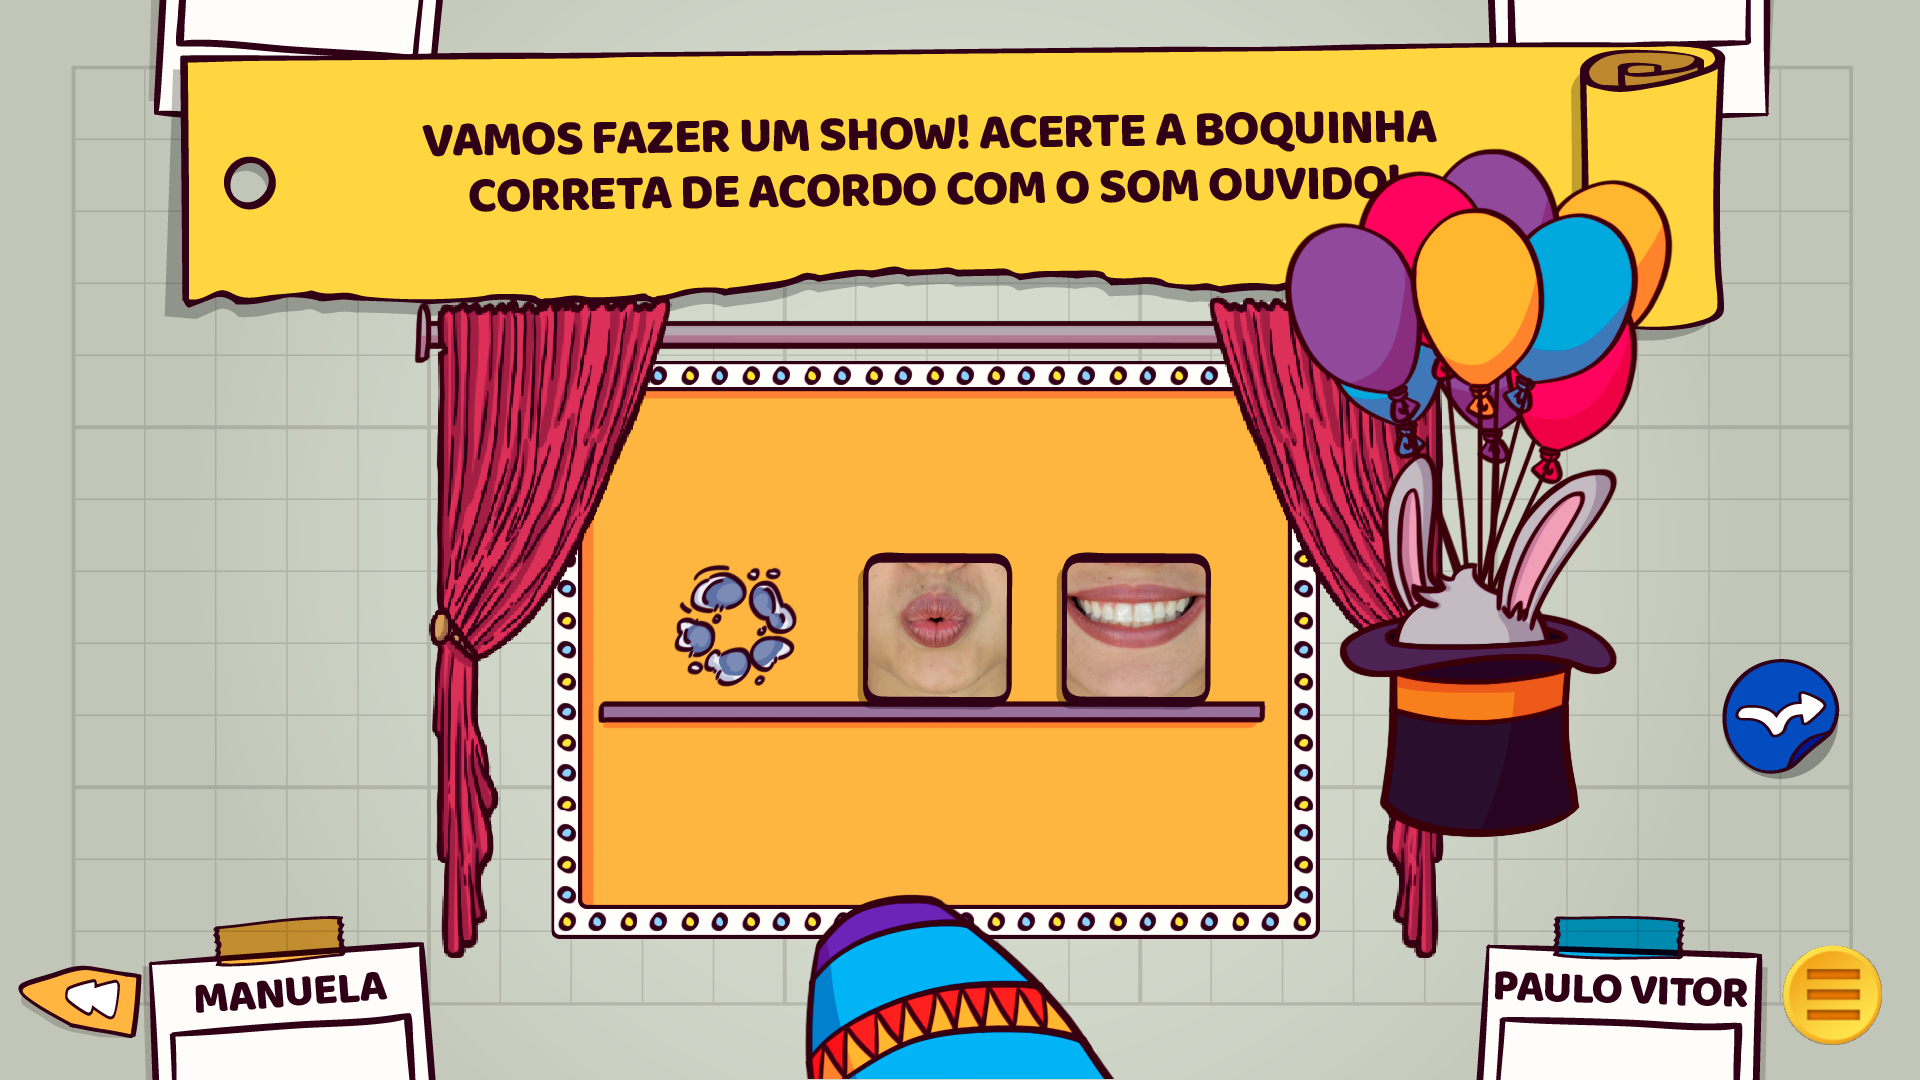 VAMOS FAZER UM SHOW! ACERTE A BOQUINHA
CORRETA DE ACORDO COM O SOM OUVIDO!
MANUELA
PAULO VITOR